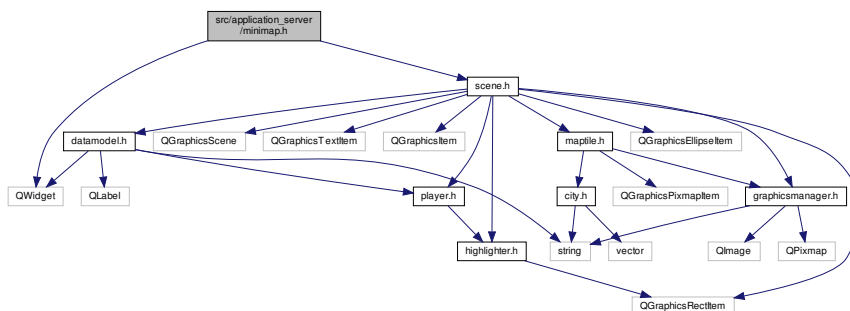 src/application_server
/minimap.h
scene.h
datamodel.h
QGraphicsScene
QGraphicsTextItem
QGraphicsItem
maptile.h
QGraphicsEllipseItem
QWidget
QLabel
player.h
city.h
QGraphicsPixmapItem
graphicsmanager.h
highlighter.h
string
vector
QImage
QPixmap
QGraphicsRectItem